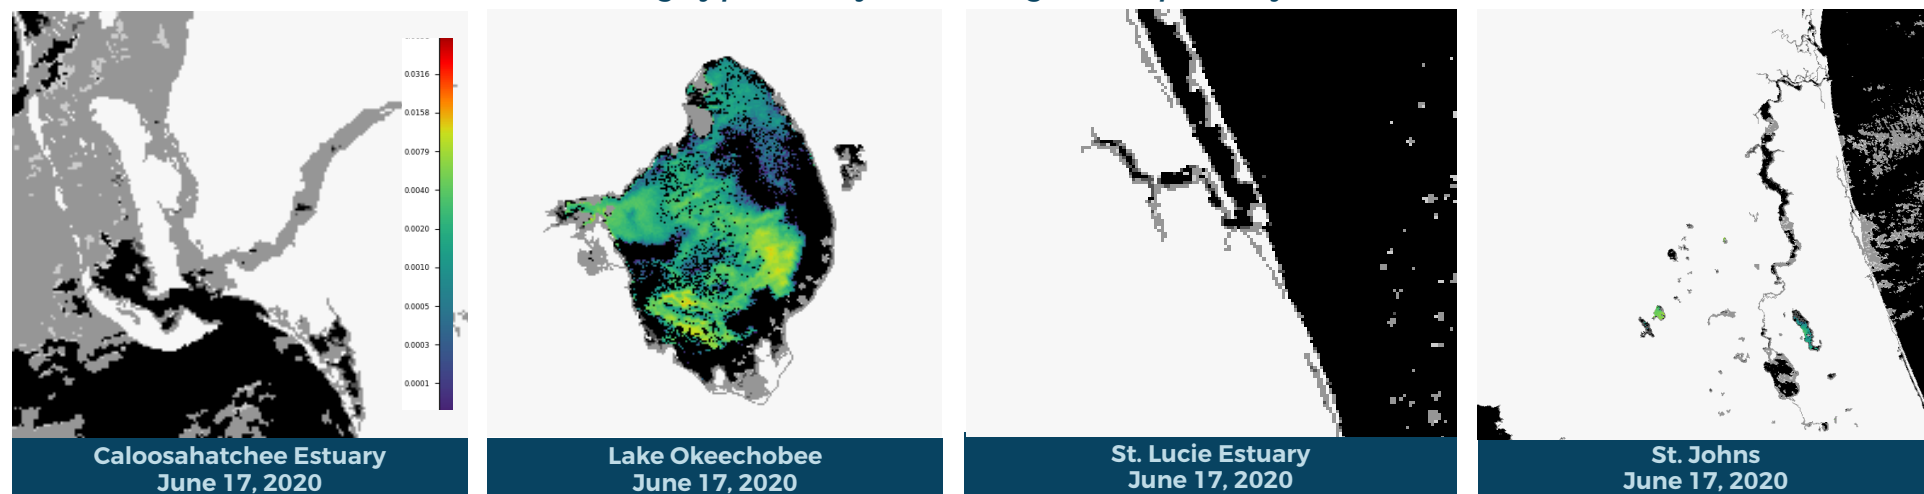 0.0316
0.0158
0.0079
0.0040
0.0020
0.0010
0.0005
0.0003
0.0001
Caloosahatchee Estuary
June 17, 2020
Lake Okeechobee
June 17, 2020
St. Lucie Estuary
June 17, 2020
St. Johns
June 17, 2020